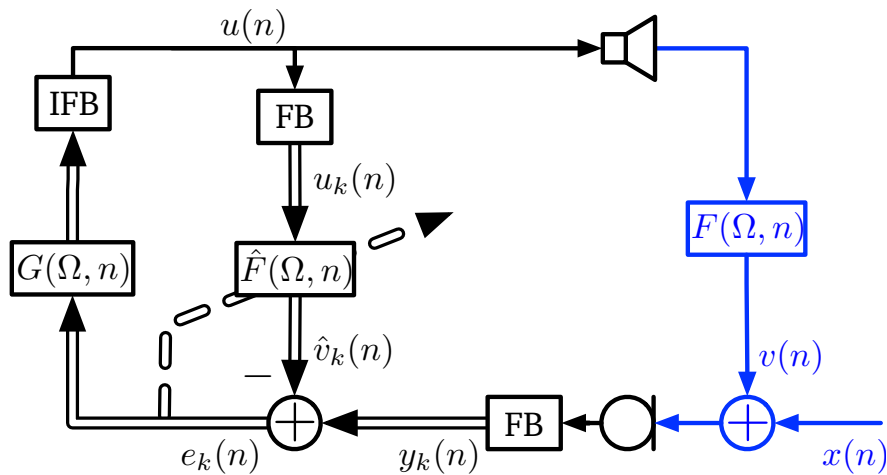 u(n)
IFB
FB
u_k(n)
F(Ω, n)
G(Ω, n)
F̂(Ω, n)
v̂_k(n)
v(n)
−
+
FB
+
e_k(n)
y_k(n)
x(n)